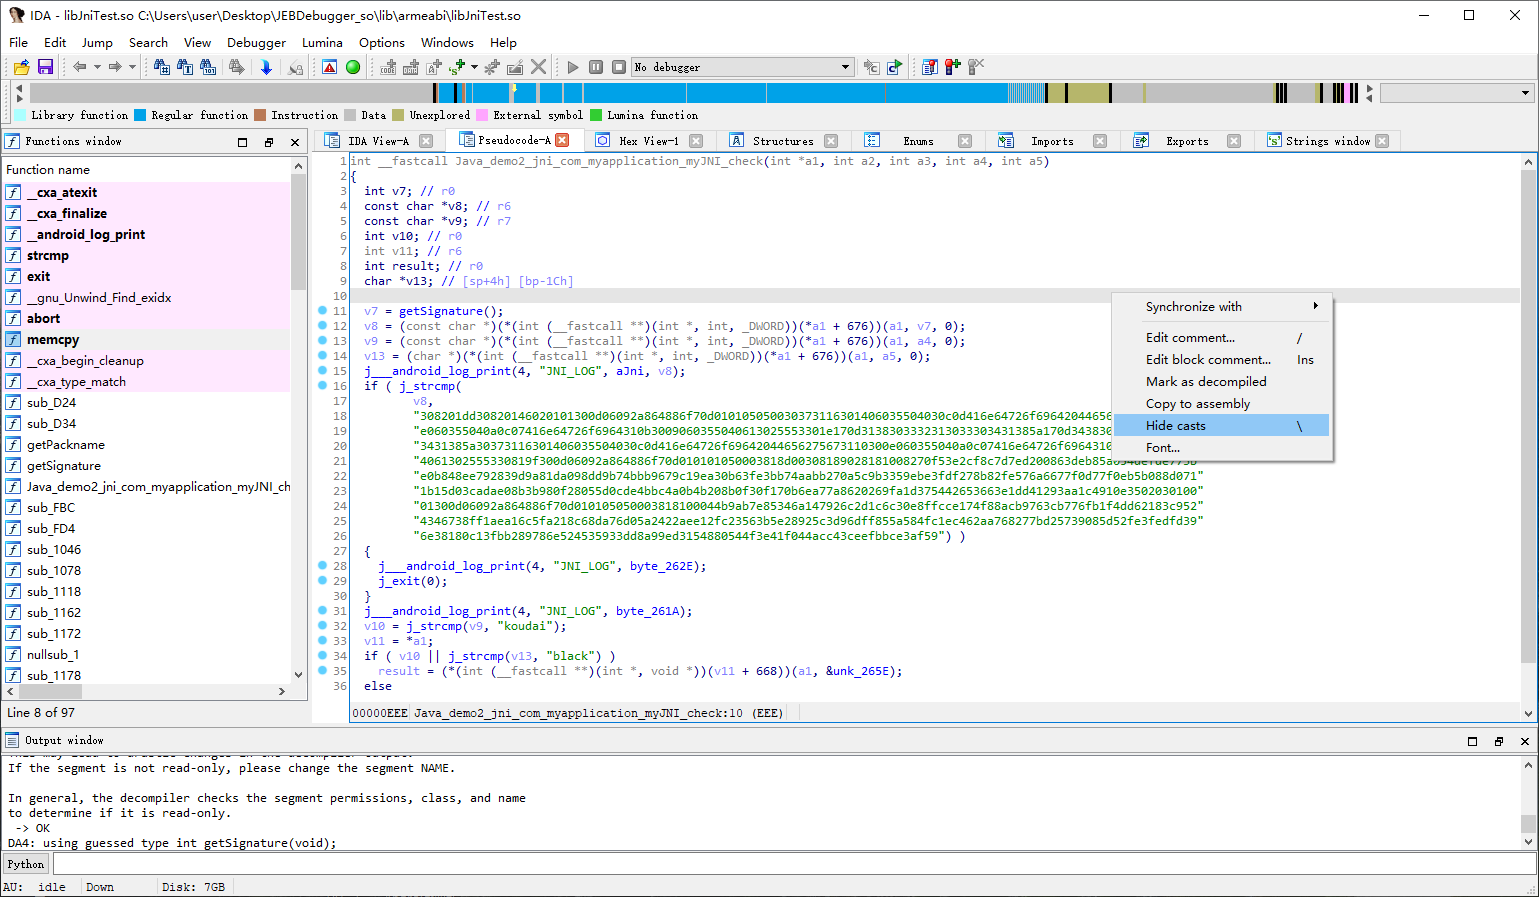 IDA - libJniTest.so C:\Users\user\Desktop\JEBDebugger_so\lib\armeabi\libJniTest.so
File Edit Jump Search View Debugger Lumina Options Windows Help
No debugger
Library function Regular function Instruction Data Unexplored External symbol Lumina function
Functions window
IDA View-A Pseudocode-A Hex View-1 Structures Enums Imports Exports Strings window
Function name
__cxa_atexit
__cxa_finalize
__android_log_print
strcmp
exit
__gnu_Unwind_Find_exidx
abort
memcpy
__cxa_begin_cleanup
__cxa_type_match
sub_D24
sub_D34
getPackname
getSignature
Java_demo2_jni_com_myapplication_myJNI_ch
sub_FBC
sub_FD4
sub_1046
sub_1078
sub_1118
sub_1162
sub_1172
nullsub_1
sub_1178
Line 8 of 97
1 int __fastcall Java_demo2_jni_com_myapplication_myJNI_check(int *a1, int a2, int a3, int a4, int a5)
2 {
3 int v7; // r0
4 const char *v8; // r6
5 const char *v9; // r7
6 int v10; // r0
7 int v11; // r6
8 int result; // r0
9 char *v13; // [sp+4h] [bp-1Ch]
10
11 v7 = getSignature();
12 v8 = (const char *)(*(int (__fastcall **)(int *, int, _DWORD))(*a1 + 676))(a1, v7, 0);
13 v9 = (const char *)(*(int (__fastcall **)(int *, int, _DWORD))(*a1 + 676))(a1, a4, 0);
14 v13 = (char *)(*(int (__fastcall **)(int *, int, _DWORD))(*a1 + 676))(a1, a5, 0);
15 j___android_log_print(4, "JNI_LOG", aJni, v8);
16 if ( j_strcmp(
17 v8,
18 "308201dd30820146020101300d06092a864886f70d010105050030373116301406035504030c0d416e64726f69642044656
19 "e060355040a0c07416e64726f6964310b3009060355040613025553301e170d3138303332313033303431385a170d343830
20 "3431385a30373116301406035504030c0d416e64726f69642044656275673110300e060355040a0c07416e64726f6964310
21 "4061302555330819f300d06092a864886f70d010101050003818d00308189028181008270f53e2cf8c7d7ed200863deb85a
22 "e0b848ee792839d9a81da098dd9b74bbb9679c19ea30b63fe3bb74aabb270a5c9b3359ebe3fdf278b82fe576a6677f0d77f0eb5b088d071"
23 "1b15d03cadae08b3b980f28055d0cde4bbc4a0b4b208b0f30f170b6ea77a8620269fa1d375442653663e1dd41293aa1c4910e3502030100"
24 "01300d06092a864886f70d01010505000381810044b9ab7e85346a147926c2d1c6c30e8ffcce174f88acb9763cb776fb1f4dd62183c952"
25 "4346738ff1aea16c5fa218c68da76d05a2422aee12fc23563b5e28925c3d96dff855a584fc1ec462aa768277bd25739085d52fe3fedfd39"
26 "6e38180c13fbb289786e524535933dd8a99ed3154880544f3e41f044acc43ceefbbce3af59") )
27 {
28 j___android_log_print(4, "JNI_LOG", byte_262E);
29 j_exit(0);
30 }
31 j___android_log_print(4, "JNI_LOG", byte_261A);
32 v10 = j_strcmp(v9, "koudai");
33 v11 = *a1;
34 if ( v10 || j_strcmp(v13, "black") )
35 result = (*(int (__fastcall **)(int *, void *))(v11 + 668))(a1, &unk_265E);
36 else
00000EEE Java_demo2_jni_com_myapplication_myJNI_check:10 (EEE)
Synchronize with
Edit comment... /
Edit block comment... Ins
Mark as decompiled
Copy to assembly
Hide casts \
Font...
Output window
If the segment is not read-only, please change the segment NAME.
In general, the decompiler checks the segment permissions, class, and name
to determine if it is read-only.
-> OK
DA4: using guessed type int getSignature(void);
Python
AU: idle Down Disk: 7GB